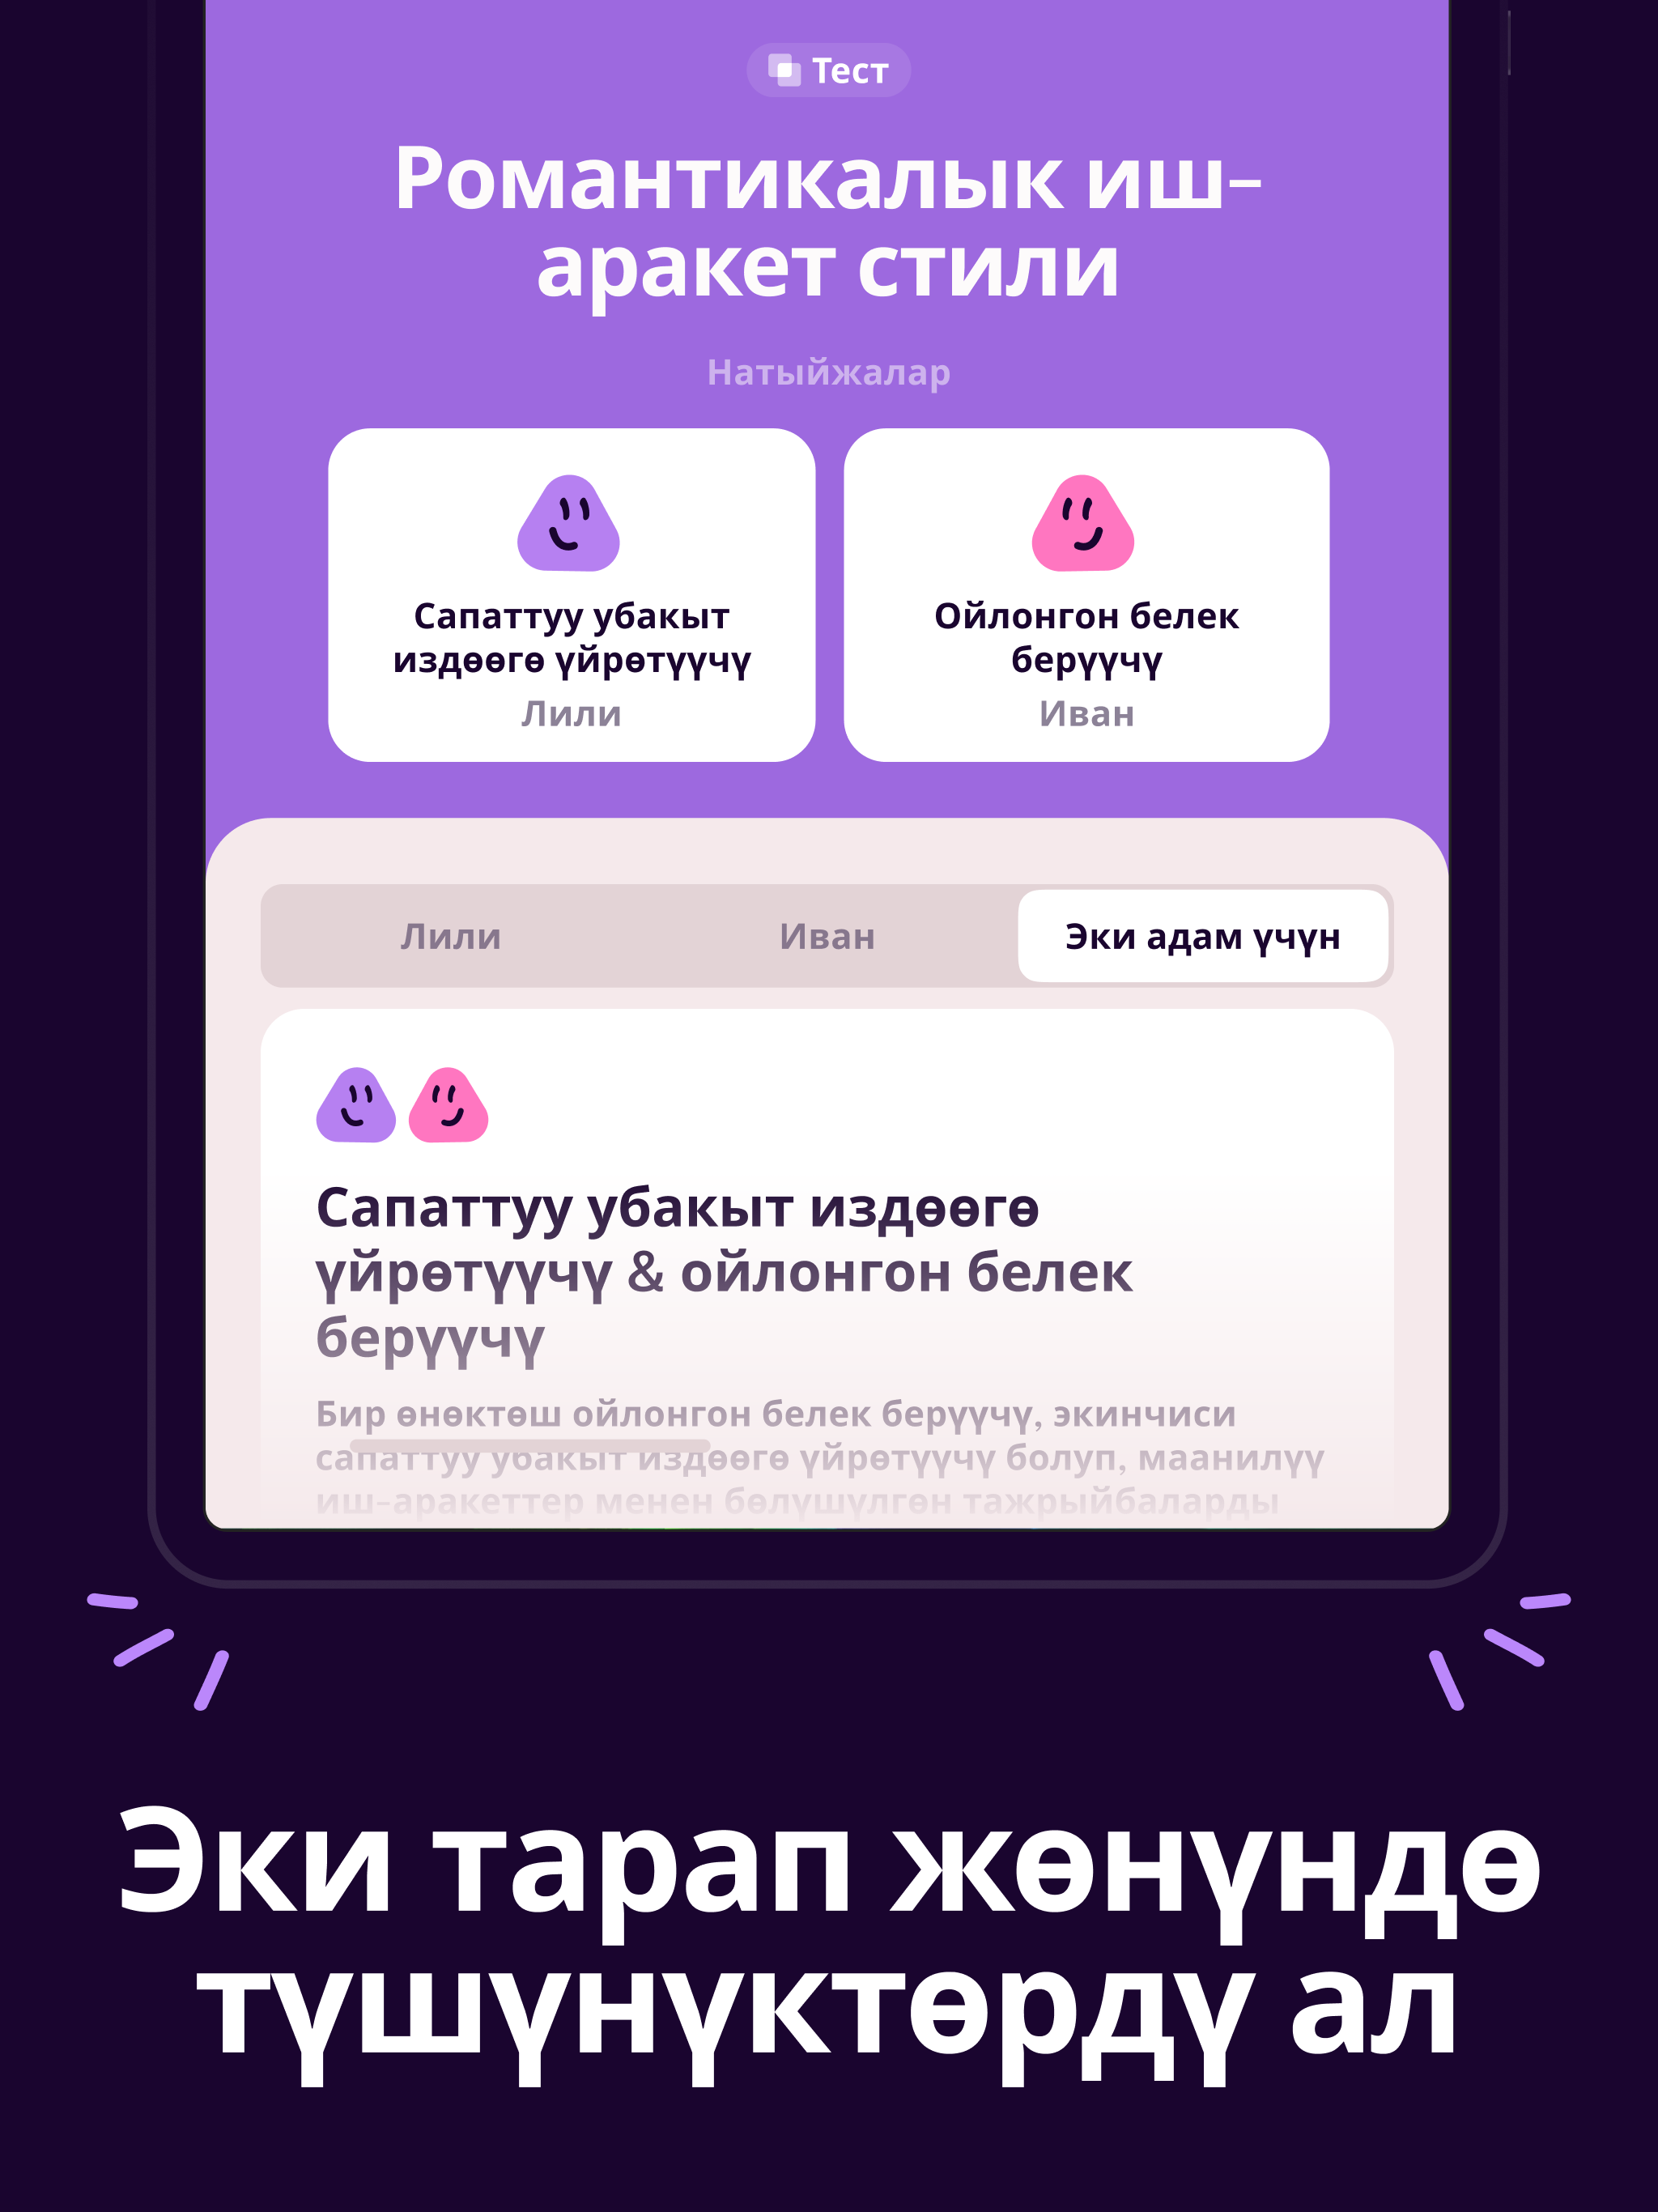 Тест
Романтикалык иш-
аракет стили
Натыйжалар
Сапаттуу убакыт
издөөгө үйрөтүүчү
Лили
Ойлонгон белек
берүүчү
Иван
Лили
Иван
Эки адам үчүн
Сапаттуу убакыт издөөгө
үйрөтүүчү & ойлонгон белек
берүүчү
Бир өнөктөш ойлонгон белек берүүчү, экинчиси
сапаттуу убакыт издөөгө үйрөтүүчү болуп, маанилүү
иш-аракеттер менен бөлүшүлгөн тажрыйбаларды
Эки тарап жөнүндө
түшүнүктөрдү ал